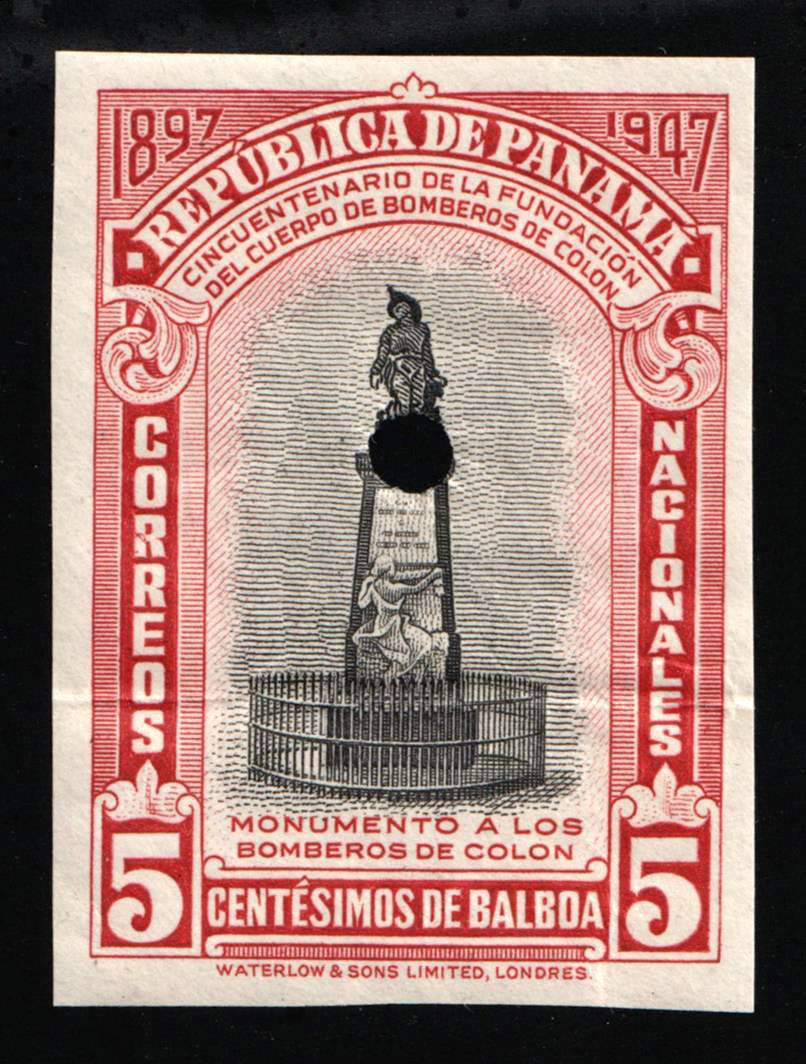 1897
1947
REPÚBLICA DE PANAMÁ
CINCUENTENARIO DE LA FUNDACIÓN
DEL CUERPO DE BOMBEROS DE COLON
CORREOS
NACIONALES
MONUMENTO A LOS
BOMBEROS DE COLON
5
CENTÉSIMOS DE BALBOA
5
WATERLOW & SONS LIMITED, LONDRES.